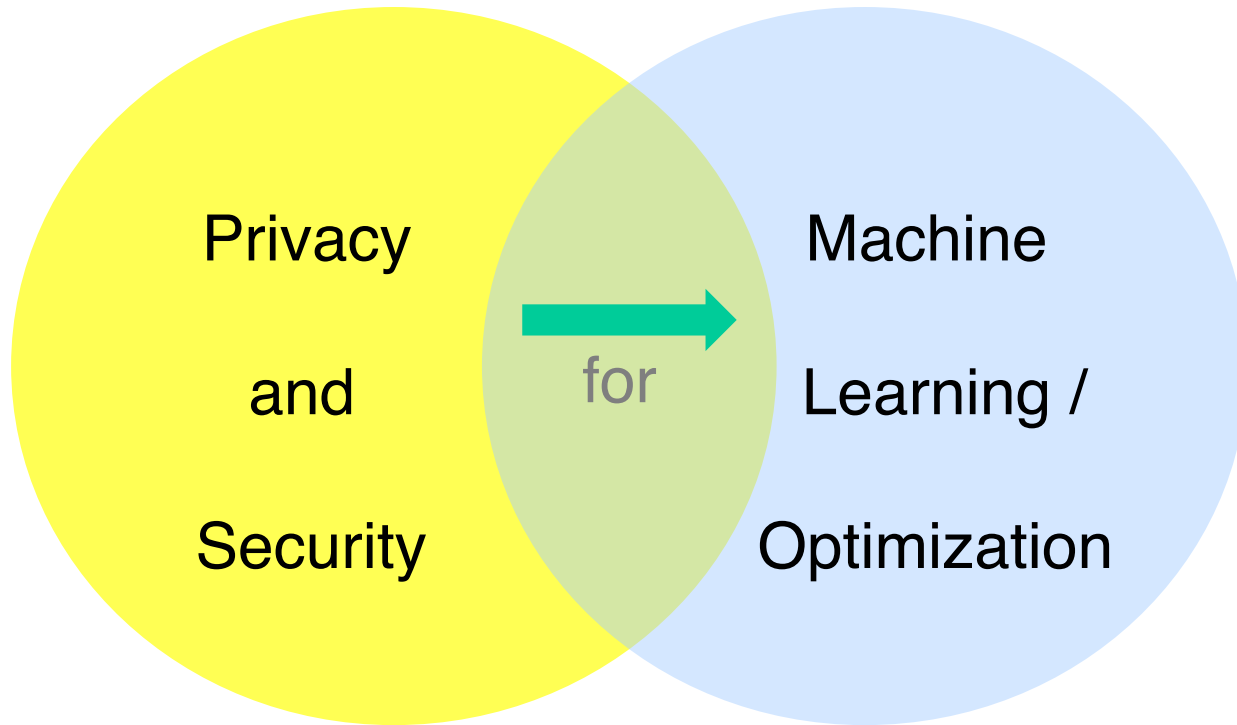 Privacy
and
Security
for
Machine
Learning /
Optimization